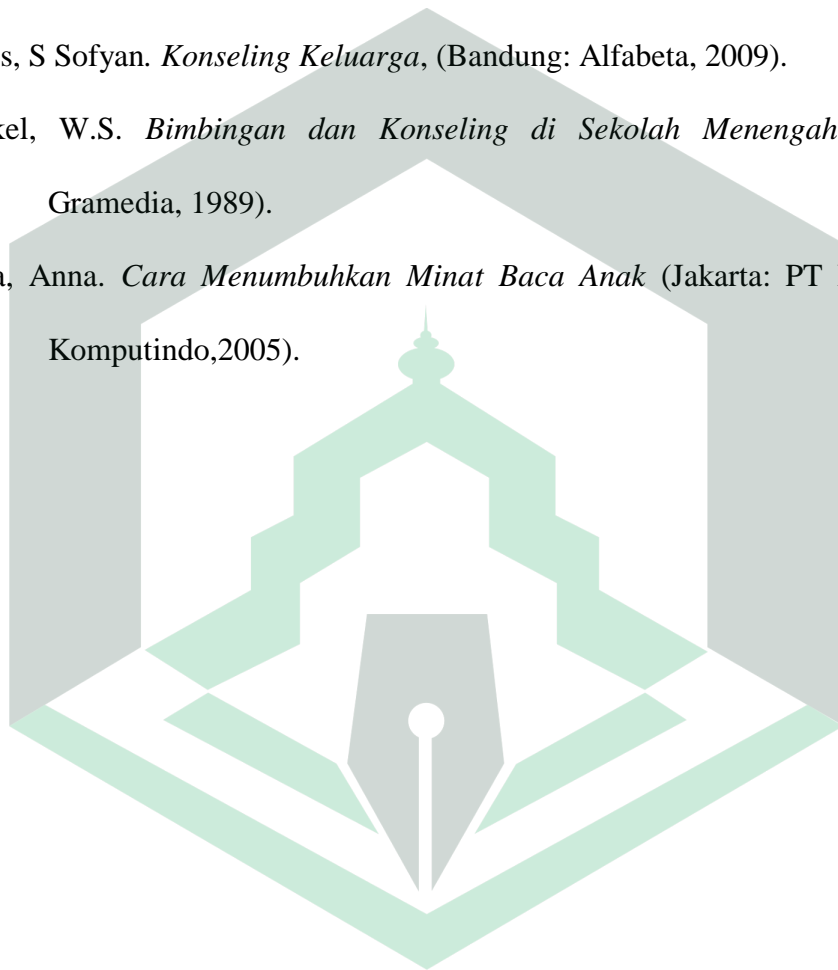 s, S Sofyan. Konseling Keluarga, (Bandung: Alfabeta, 2009).
kel, W.S. Bimbingan dan Konseling di Sekolah Menengah
Gramedia, 1989).
a, Anna. Cara Menumbuhkan Minat Baca Anak (Jakarta: PT
Komputindo,2005).